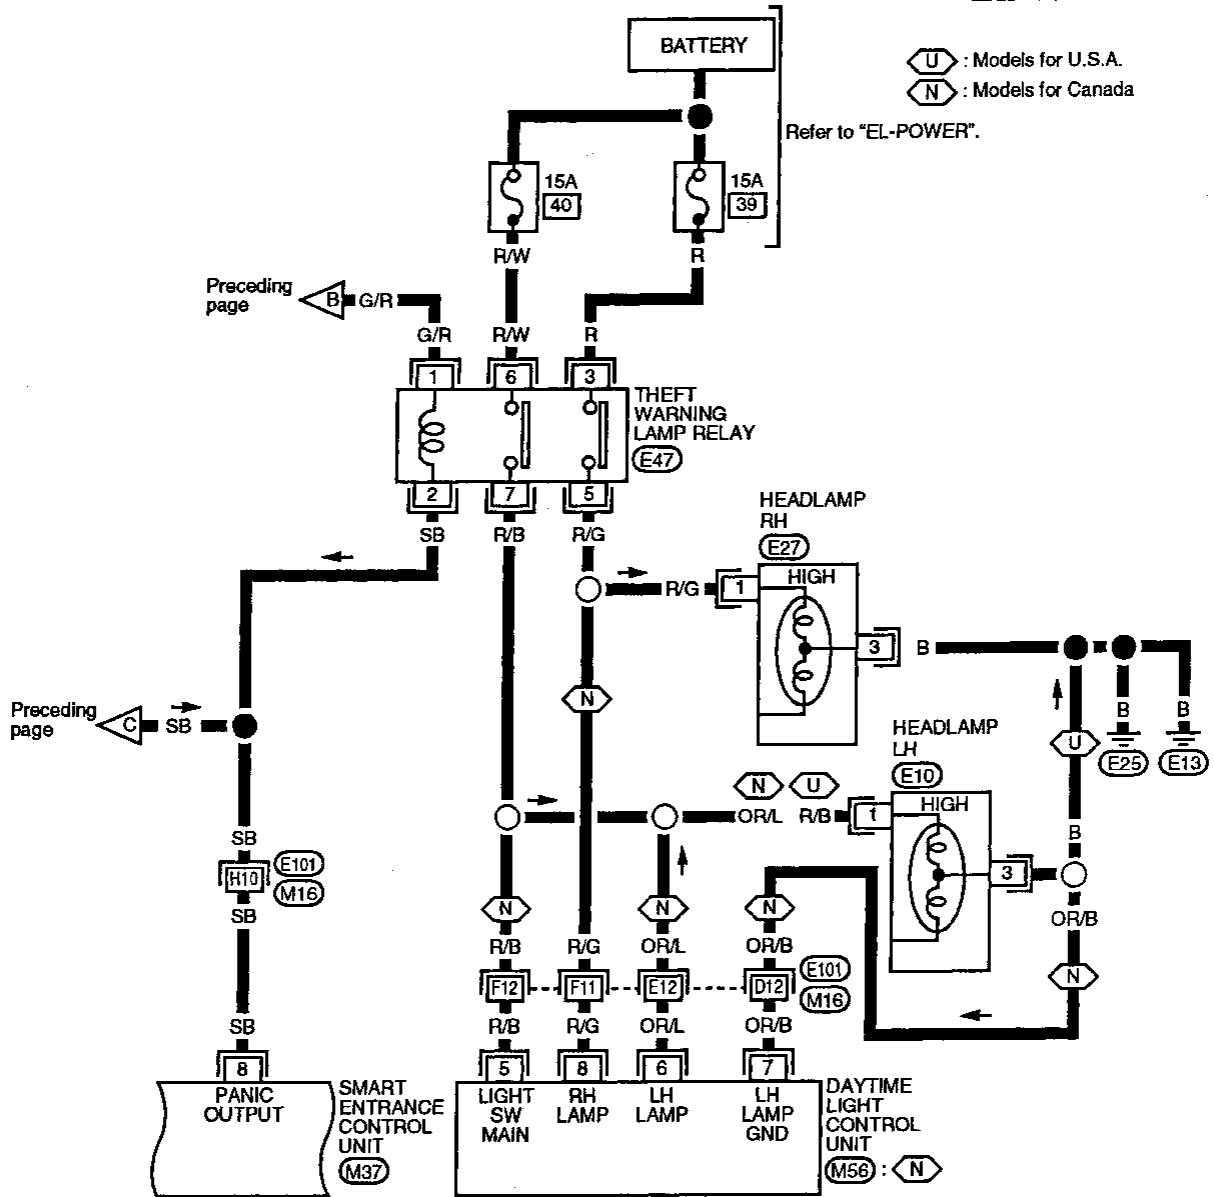 BATTERY
U : Models for U.S.A.
N : Models for Canada
Refer to "EL-POWER".
15A
40
15A
39
R/W
R
Preceding
page
B
G/R
G/R
R/W
R
1
6
3
THEFT
WARNING
LAMP RELAY
E47
2
7
5
SB
R/B
R/G
HEADLAMP
RH
E27
HIGH
R/G
1
3
B
N
Preceding
page
C
SB
B
B
U
E25
E13
HEADLAMP
LH
E10
HIGH
N
U
OR/L
R/B
1
B
3
OR/B
N
SB
H10
E101
M16
SB
N
N
N
R/B
R/G
OR/L
OR/B
F12
F11
E12
D12
E101
M16
SB
R/B
R/G
OR/L
OR/B
8
5
8
6
7
PANIC
OUTPUT
SMART
ENTRANCE
CONTROL
UNIT
M37
LIGHT
SW
MAIN
RH
LAMP
LH
LAMP
LH
LAMP
GND
DAYTIME
LIGHT
CONTROL
UNIT
M56 : N